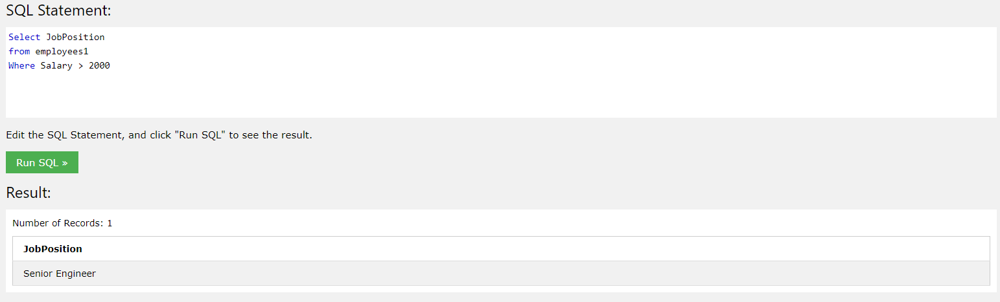 SQL Statement:
Select JobPosition
from employees1
Where Salary > 2000
Edit the SQL Statement, and click "Run SQL" to see the result.
Run SQL »
Result:
Number of Records: 1
JobPosition
Senior Engineer